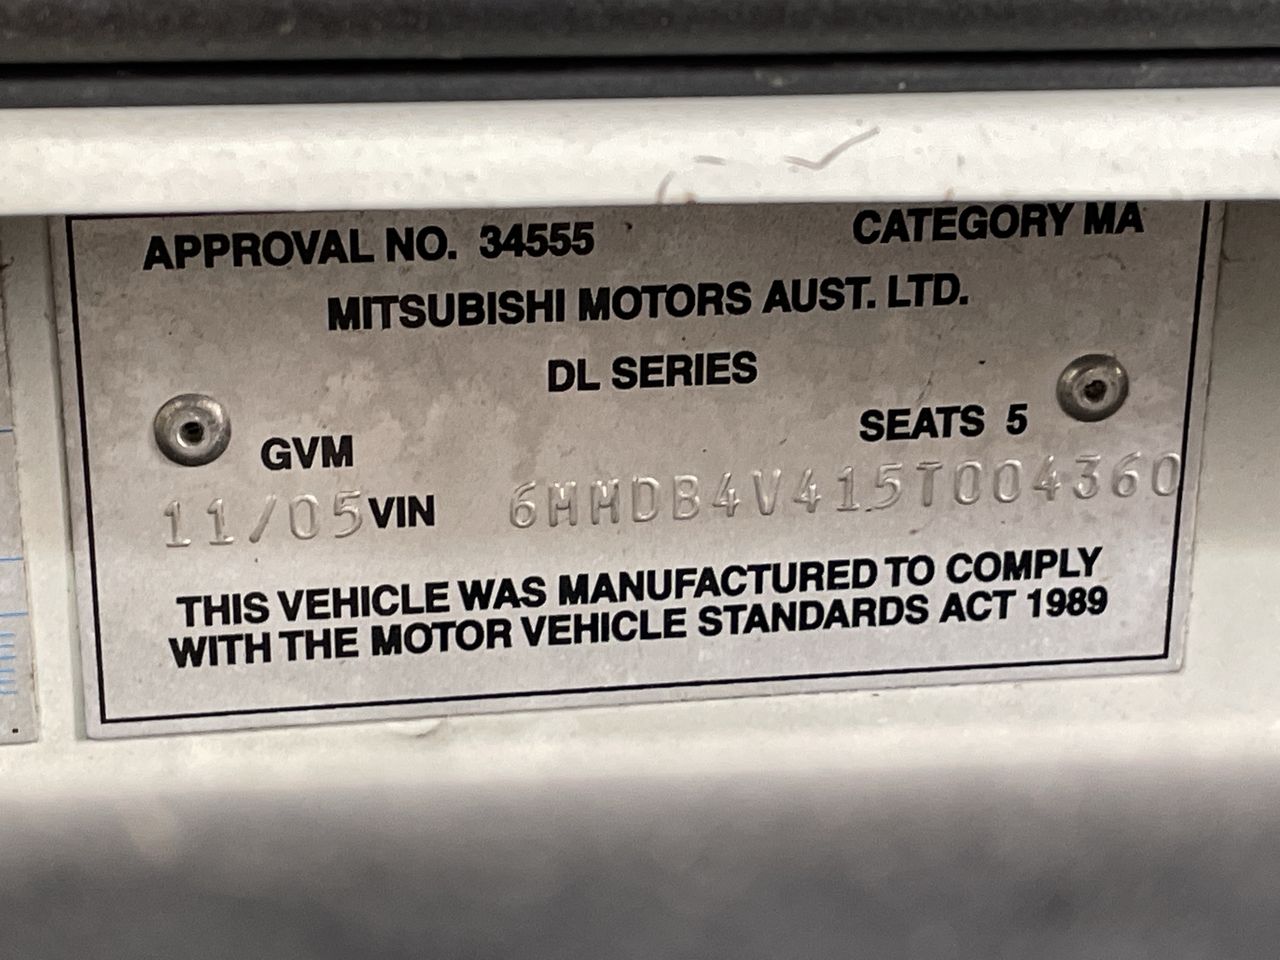 APPROVAL NO. 34555 CATEGORY MA
MITSUBISHI MOTORS AUST. LTD.
DL SERIES
GVM SEATS 5
11/05 VIN 6MMDB4V415T004360
THIS VEHICLE WAS MANUFACTURED TO COMPLY
WITH THE MOTOR VEHICLE STANDARDS ACT 1989